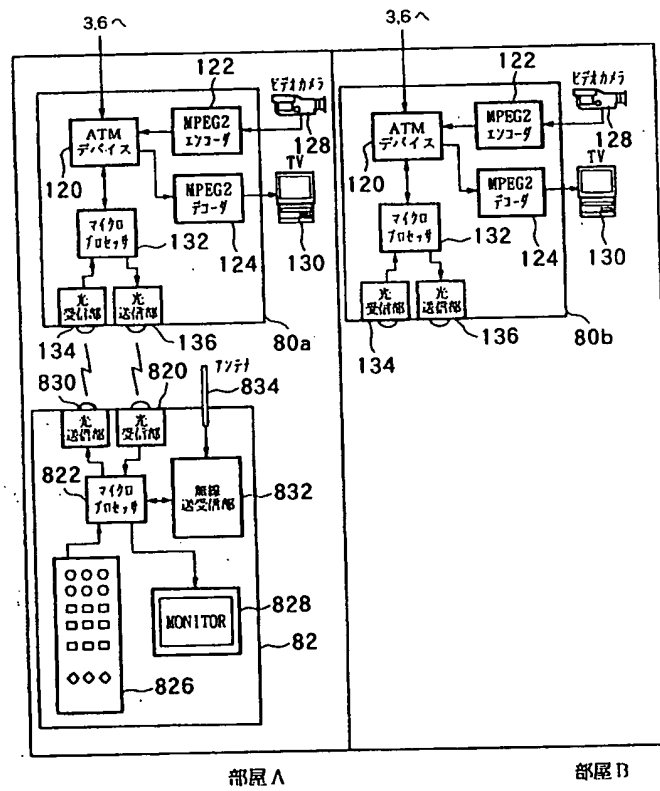 3,6へ
122
ビデオカメラ
ATM
デバイス
MPEG2
エンコーダ
128
120
TV
MPEG2
デコーダ
マイクロ
プロセッサ
132
124
130
光
受信部
光
送信部
134
136
80a
3,6へ
122
ビデオカメラ
ATM
デバイス
MPEG2
エンコーダ
128
120
TV
MPEG2
デコーダ
マイクロ
プロセッサ
132
124
130
光
受信部
光
送信部
134
136
80b
830
820
アンテナ
834
光
送信部
光
受信部
822
マイクロ
プロセッサ
無線
送受信部
832
MONITOR
828
82
826
部屋A
部屋B